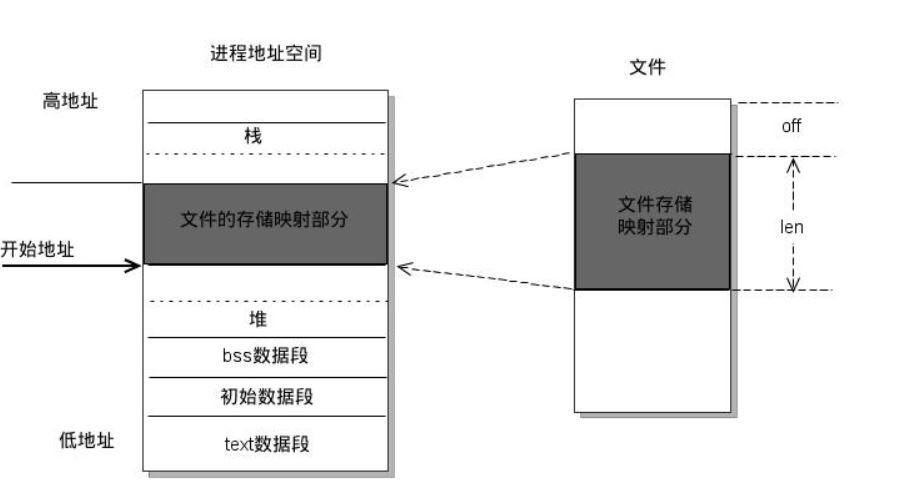 进程地址空间
文件
高地址
off
栈
文件的存储映射部分
文件存储
映射部分
len
开始地址
堆
bss数据段
初始数据段
低地址
text数据段